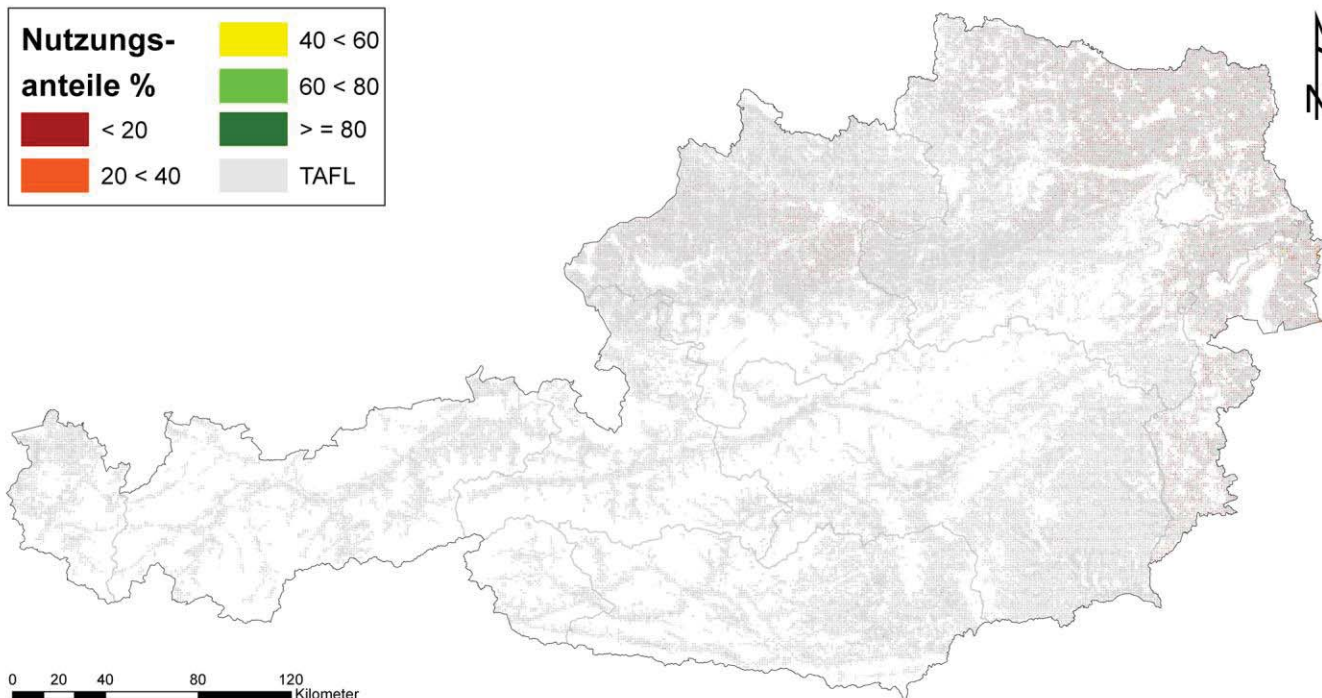 Nutzungs-
anteile %
< 20
20 < 40
40 < 60
60 < 80
> = 80
TAFL
N
0 20 40 80 120
Kilometer